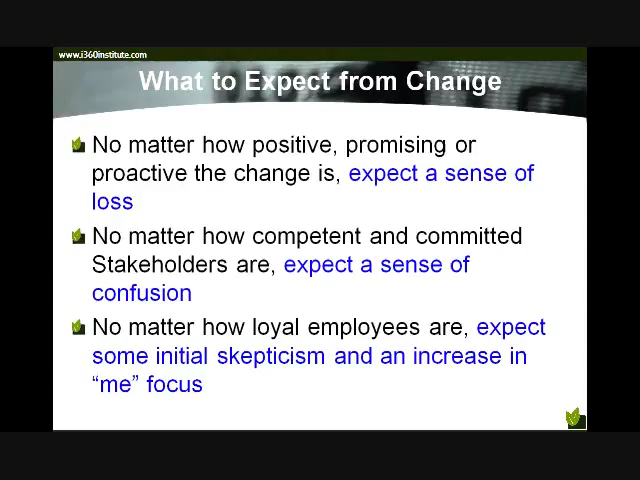 www.i360institute.com
What to Expect from Change
No matter how positive, promising or
proactive the change is, expect a sense of
loss
No matter how competent and committed
Stakeholders are, expect a sense of
confusion
No matter how loyal employees are, expect
some initial skepticism and an increase in
“me” focus